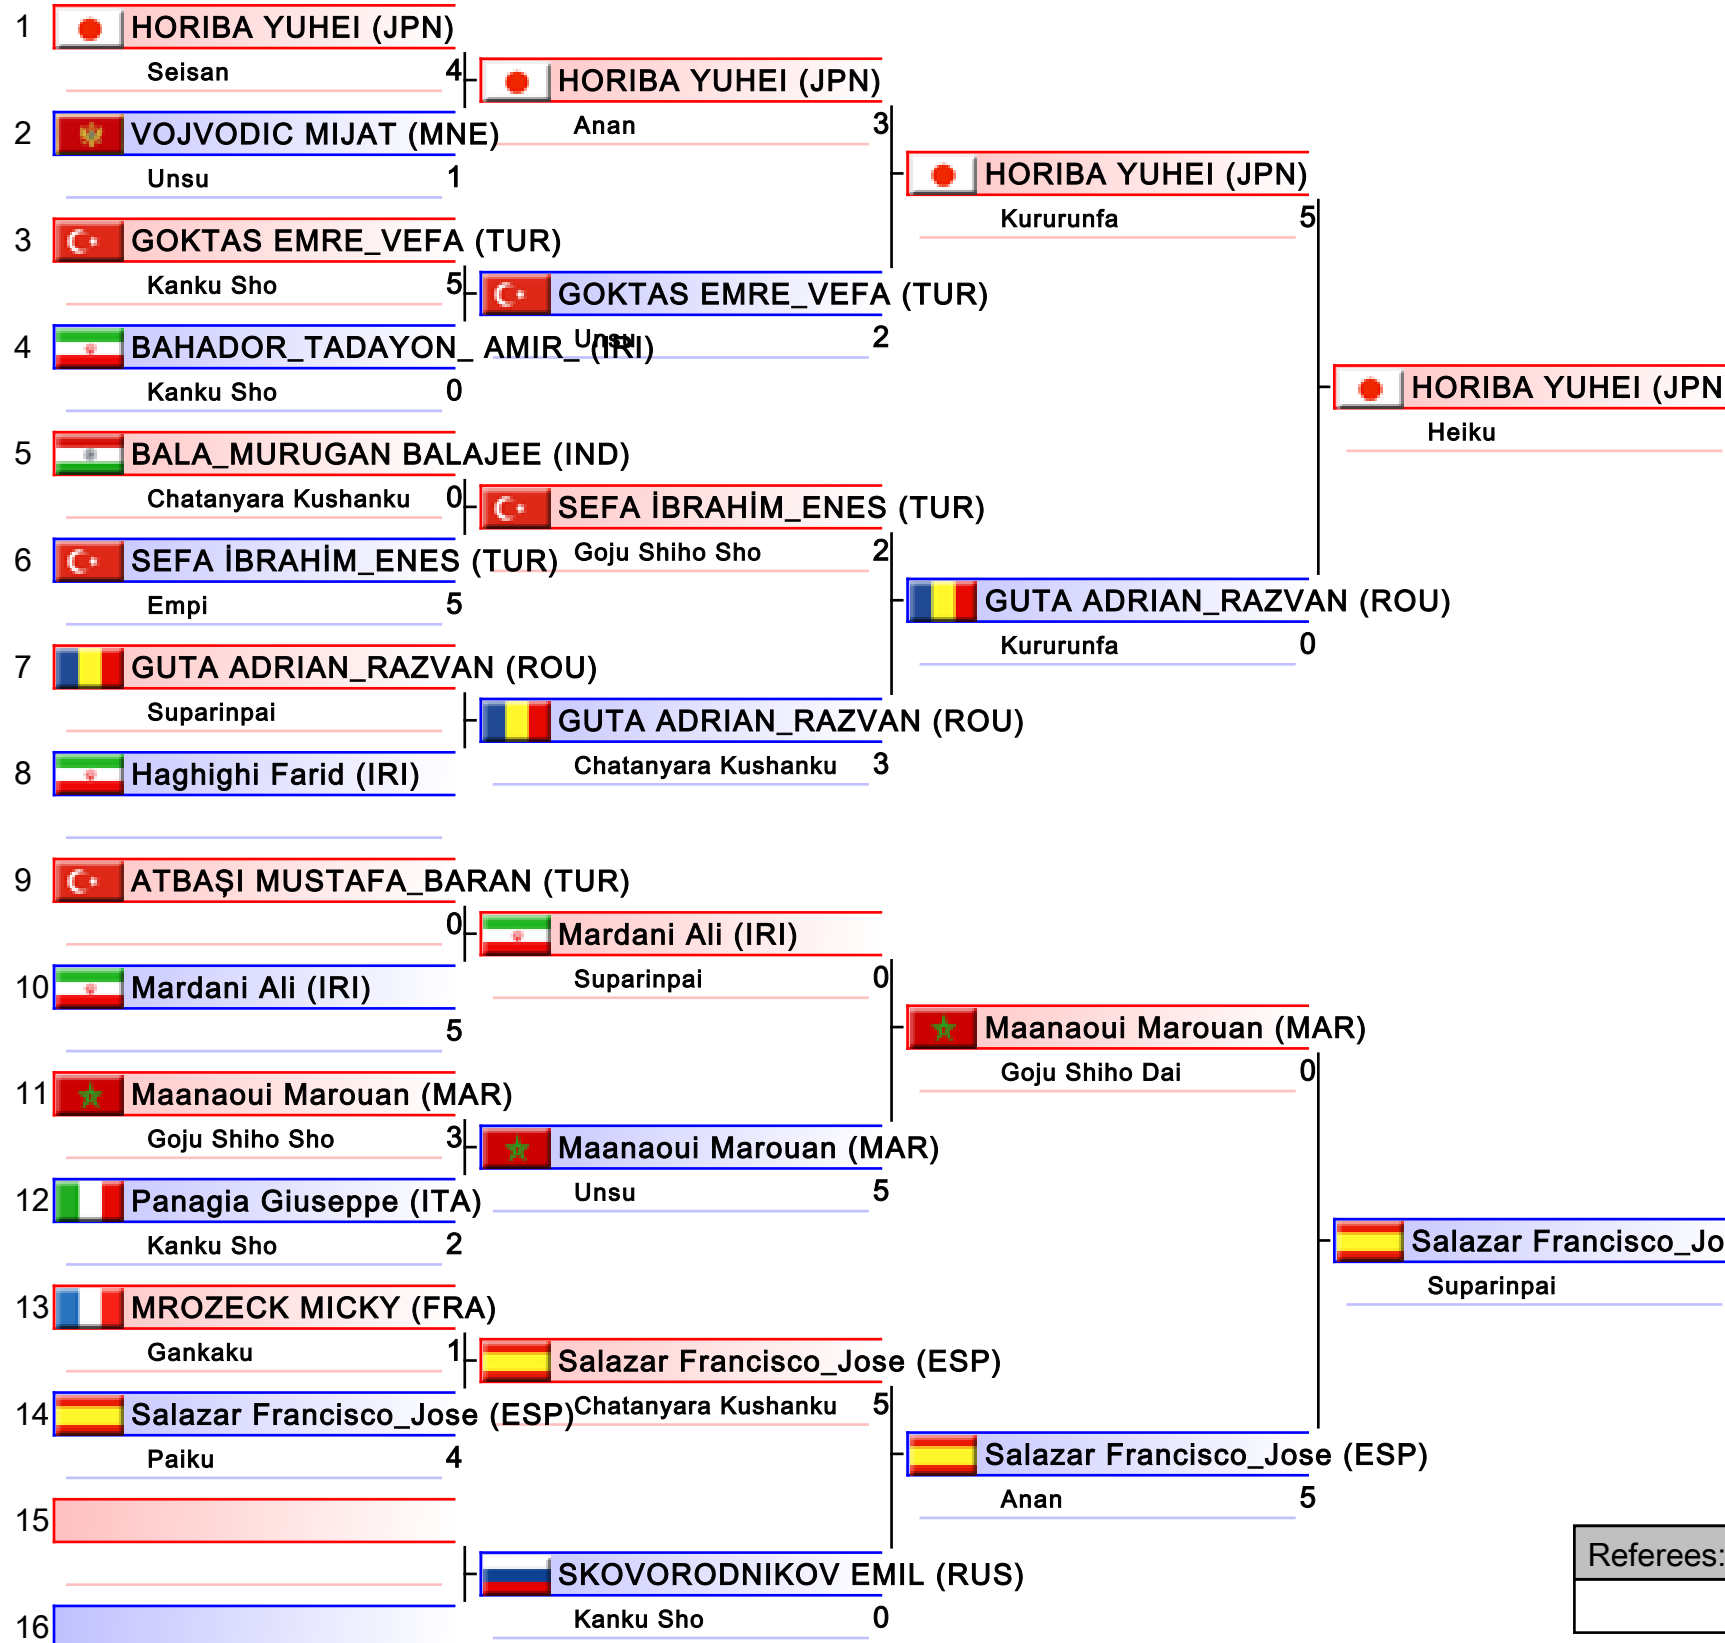 1 HORIBA YUHEI (JPN)
Seisan 4
2 VOJVODIC MIJAT (MNE)
Unsu 1
3 GOKTAS EMRE_VEFA (TUR)
Kanku Sho 5
4 BAHADOR_TADAYON_ AMIR_ (IRI)
Kanku Sho 0
5 BALA_MURUGAN BALAJEE (IND)
Chatanyara Kushanku 0
6 SEFA İBRAHİM_ENES (TUR)
Empi 5
7 GUTA ADRIAN_RAZVAN (ROU)
Suparinpai
8 Haghighi Farid (IRI)
9 ATBAŞI MUSTAFA_BARAN (TUR)
0
10 Mardani Ali (IRI)
5
11 Maanaoui Marouan (MAR)
Goju Shiho Sho 3
12 Panagia Giuseppe (ITA)
Kanku Sho 2
13 MROZECK MICKY (FRA)
Gankaku 1
14 Salazar Francisco_Jose (ESP)
Paiku 4
15
16
HORIBA YUHEI (JPN)
Anan 3
GOKTAS EMRE_VEFA (TUR)
Unsu 2
SEFA İBRAHİM_ENES (TUR)
Goju Shiho Sho 2
GUTA ADRIAN_RAZVAN (ROU)
Chatanyara Kushanku 3
Mardani Ali (IRI)
Suparinpai 0
Maanaoui Marouan (MAR)
Unsu 5
Salazar Francisco_Jose (ESP)
Chatanyara Kushanku 5
SKOVORODNIKOV EMIL (RUS)
Kanku Sho 0
HORIBA YUHEI (JPN)
Kururunfa 5
GUTA ADRIAN_RAZVAN (ROU)
Kururunfa 0
Maanaoui Marouan (MAR)
Goju Shiho Dai 0
Salazar Francisco_Jose (ESP)
Anan 5
HORIBA YUHEI (JPN
Heiku
Salazar Francisco_Jo
Suparinpai
Referees: